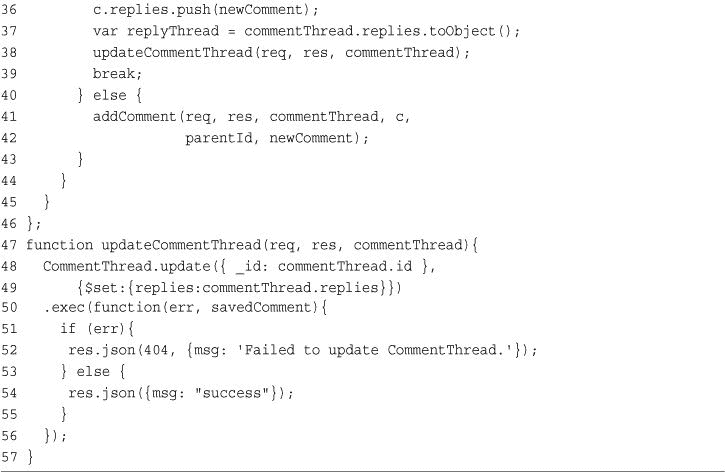 36         c.replies.push(newComment);
37         var replyThread = commentThread.replies.toObject();
38         updateCommentThread(req, res, commentThread);
39         break;
40       } else {
41         addComment(req, res, commentThread, c,
42                    parentId, newComment);
43       }
44     }
45   }
46 };
47 function updateCommentThread(req, res, commentThread){
48   CommentThread.update({ _id: commentThread.id },
49       {$set:{replies:commentThread.replies}})
50   .exec(function(err, savedComment){
51     if (err){
52      res.json(404, {msg: 'Failed to update CommentThread.'});
53     } else {
54      res.json({msg: "success"});
55     }
56   });
57 }